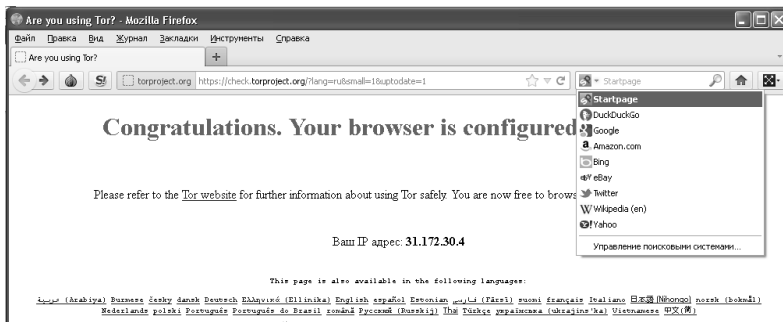 Are you using Tor? - Mozilla Firefox
Файл Правка Вид Журнал Закладки Инструменты Справка
Are you using Tor?
torproject.org https://check.torproject.org/?lang=ru&small=1&uptodate=1
Startpage
Startpage
DuckDuckGo
Google
Amazon.com
Bing
eBay
Twitter
Wikipedia (en)
Yahoo
Управление поисковыми системами...
Congratulations. Your browser is configured
Please refer to the Tor website for further information about using Tor safely. You are now free to brows
Ваш IP адрес: 31.172.30.4
This page is also available in the following languages:
عربية (Arabiya) Burmese česky dansk Deutsch Ελληνικά (Ellinika) English español Estonian فارسی (Fārsī) suomi français Italiano 日本語 (Nihongo) norsk (bokmål)
Nederlands polski Português Português do Brasil română Русский (Russkij) Thai Türkçe українська (ukrajins'ka) Vietnamese 中文(简)